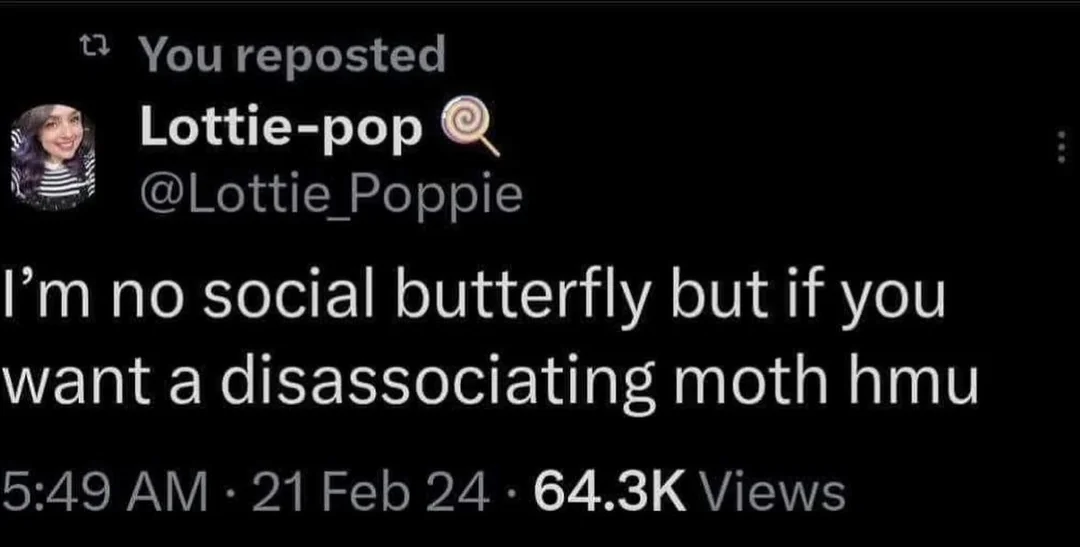 You reposted
Lottie-pop 🍭
@Lottie_Poppie
I’m no social butterfly but if you
want a disassociating moth hmu
5:49 AM · 21 Feb 24 · 64.3K Views